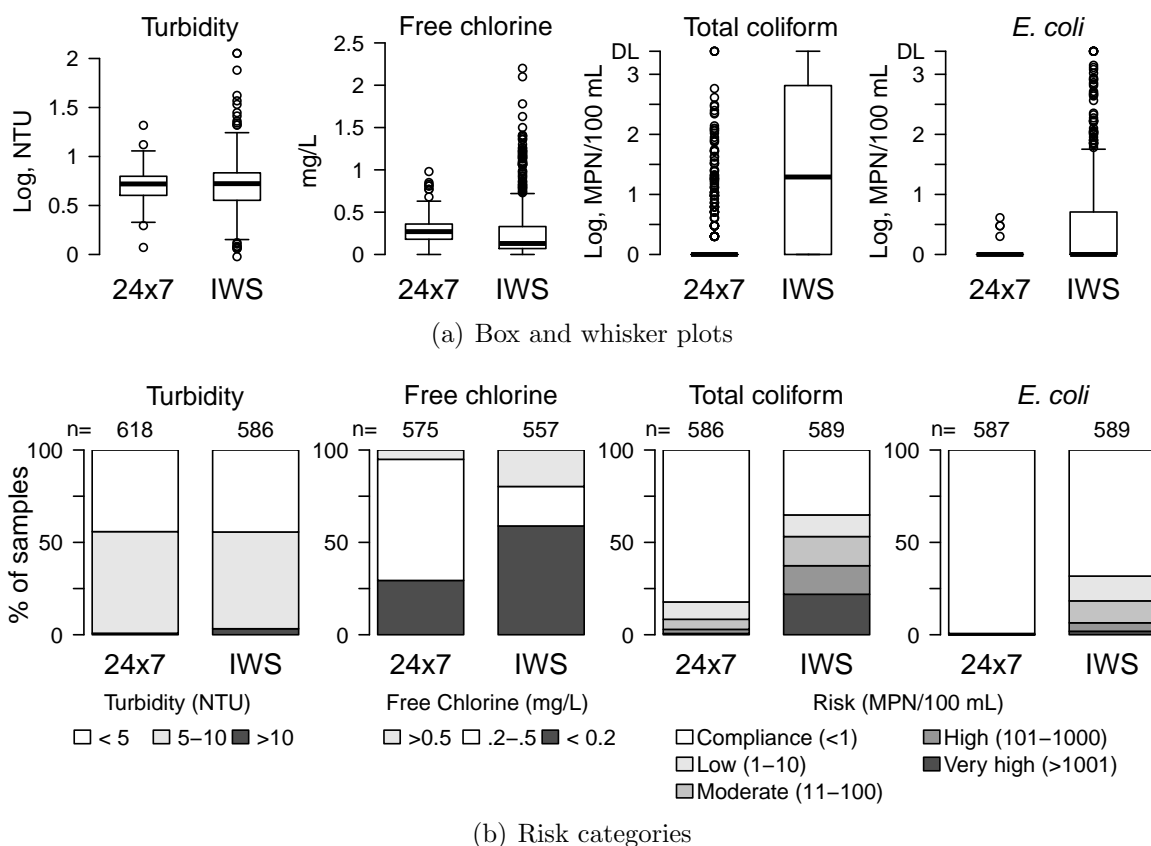 Turbidity Free chlorine Total coliform E. coli
Log, NTU
0
0.5
1
1.5
2
24x7 IWS
mg/L
0
0.5
1
1.5
2
2.5
24x7 IWS
Log, MPN/100 mL
0
1
2
3
DL
24x7 IWS
Log, MPN/100 mL
0
1
2
3
DL
24x7 IWS
(a) Box and whisker plots
Turbidity Free chlorine Total coliform E. coli
n= 618 586 n= 575 557 n= 586 589 n= 587 589
% of samples
100 100 100 100
50 50 50 50
0 0 0 0
24x7 IWS 24x7 IWS 24x7 IWS 24x7 IWS
Turbidity (NTU) Free Chlorine (mg/L) Risk (MPN/100 mL)
< 5 5−10 >10 >0.5 .2−.5 < 0.2 Compliance (<1) High (101−1000)
Low (1−10) Very high (>1001)
Moderate (11−100)
(b) Risk categories